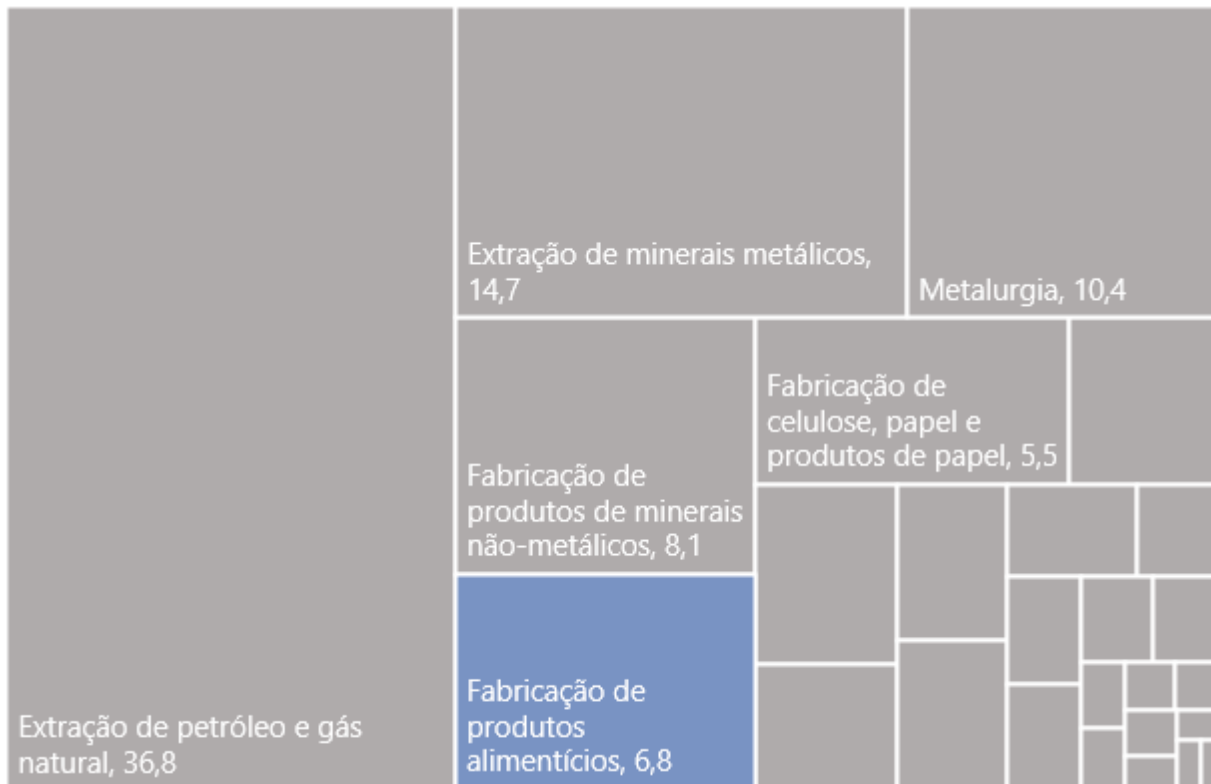 Extração de minerais metálicos,
14,7
Metalurgia, 10,4
Fabricação de
celulose, papel e
produtos de papel, 5,5
Fabricação de
produtos de minerais
não-metálicos, 8,1
Extração de petróleo e gás
natural, 36,8
Fabricação de
produtos
alimentícios, 6,8